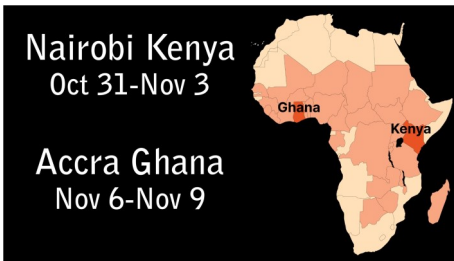 Nairobi Kenya
Oct 31-Nov 3
Accra Ghana
Nov 6-Nov 9
Ghana
Kenya